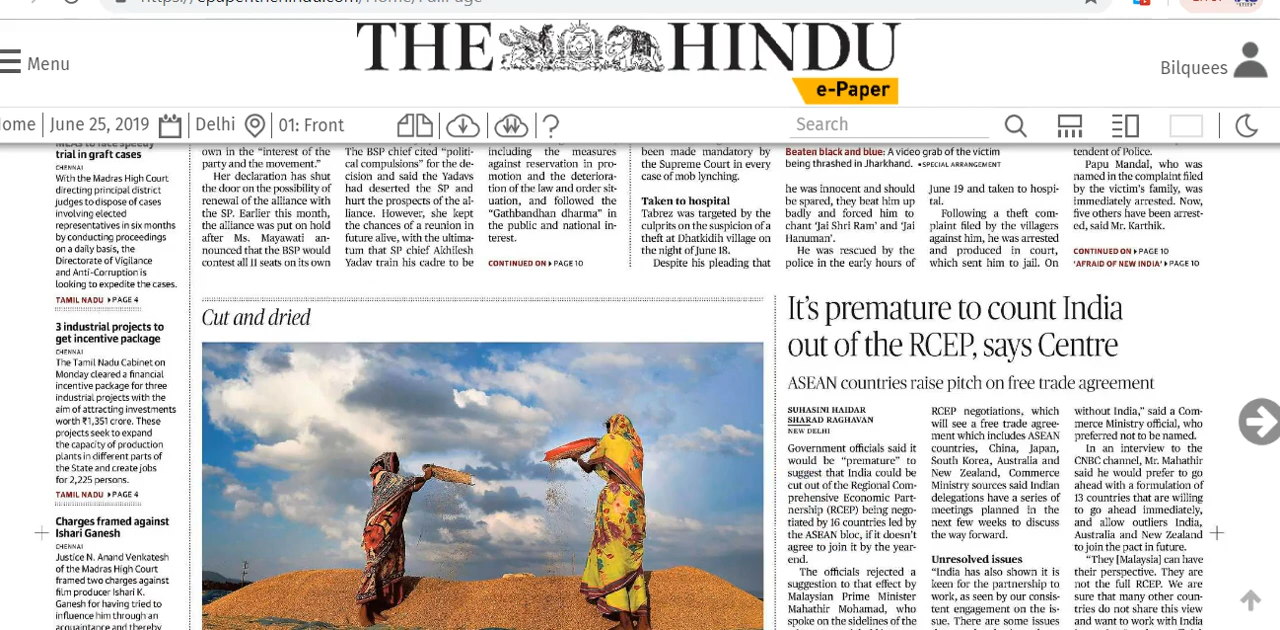 THE HINDU
e-Paper
Menu
Bilquees
ome
June 25, 2019
Delhi
01: Front
Search
trial in graft cases
CHENNAI
With the Madras High Court
directing principal district
judges to dispose of cases
involving elected
representatives in six months
by conducting proceedings
on a daily basis, the
Directorate of Vigilance
and Anti-Corruption is
looking to expedite the cases.
TAMIL NADU ▸ PAGE 4
3 industrial projects to
get incentive package
CHENNAI
The Tamil Nadu Cabinet on
Monday cleared a financial
incentive package for three
industrial projects with the
aim of attracting investments
worth ₹1,351 crore. These
projects seek to expand
the capacity of production
plants in different parts of
the State and create jobs
for 2,225 persons.
TAMIL NADU ▸ PAGE 4
Charges framed against
Ishari Ganesh
CHENNAI
Justice N. Anand Venkatesh
of the Madras High Court
framed two charges against
film producer Ishari K.
Ganesh for having tried to
influence him through an
acquaintance and thereby
own in the “interest of the
party and the movement.”
Her declaration has shut
the door on the possibility of
renewal of the alliance with
the SP. Earlier this month,
the alliance was put on hold
after Ms. Mayawati an-
nounced that the BSP would
contest all 11 seats on its own
The BSP chief cited “politi-
cal compulsions” for the de-
cision and said the Yadavs
had deserted the SP and
hurt the prospects of the al-
liance. However, she kept
the chances of a reunion in
future alive, with the ultima-
tum that SP chief Akhilesh
Yadav train his cadre to be
including the measures
against reservation in pro-
motion and the deteriora-
tion of the law and order sit-
uation, and followed the
“Gathbandhan dharma” in
the public and national in-
terest.
CONTINUED ON ▸ PAGE 10
been made mandatory by
the Supreme Court in every
case of mob lynching.
Taken to hospital
Tabrez was targeted by the
culprits on the suspicion of a
theft at Dhatkidih village on
the night of June 18.
Despite his pleading that
Beaten black and blue: A video grab of the victim
being thrashed in Jharkhand. •SPECIAL ARRANGEMENT
he was innocent and should
be spared, they beat him up
badly and forced him to
chant ‘Jai Shri Ram’ and ‘Jai
Hanuman’.
He was rescued by the
police in the early hours of
June 19 and taken to hospi-
tal.
Following a theft com-
plaint filed by the villagers
against him, he was arrested
and produced in court,
which sent him to jail. On
tendent of Police.
Papu Mandal, who was
named in the complaint filed
by the victim’s family, was
immediately arrested. Now,
five others have been arrest-
ed, said Mr. Karthik.
CONTINUED ON ▸ PAGE 10
‘AFRAID OF NEW INDIA’ ▸ PAGE 10
Cut and dried
It’s premature to count India
out of the RCEP, says Centre
ASEAN countries raise pitch on free trade agreement
SUHASINI HAIDAR
SHARAD RAGHAVAN
NEW DELHI
Government officials said it
would be “premature” to
suggest that India could be
cut out of the Regional Com-
prehensive Economic Part-
nership (RCEP) being nego-
tiated by 16 countries led by
the ASEAN bloc, if it doesn’t
agree to join it by the year-
end.
The officials rejected a
suggestion to that effect by
Malaysian Prime Minister
Mahathir Mohamad, who
spoke on the sidelines of the
RCEP negotiations, which
will see a free trade agree-
ment which includes ASEAN
countries, China, Japan,
South Korea, Australia and
New Zealand, Commerce
Ministry sources said Indian
delegations have a series of
meetings planned in the
next few weeks to discuss
the way forward.
Unresolved issues
“India has also shown it is
keen for the partnership to
work, as seen by our consis-
tent engagement on the is-
sue. There are some issues
without India,” said a Com-
merce Ministry official, who
preferred not to be named.
In an interview to the
CNBC channel, Mr. Mahathir
said he would prefer to go
ahead with a formulation of
13 countries that are willing
to go ahead immediately,
and allow outliers India,
Australia and New Zealand
to join the pact in future.
“They [Malaysia] can have
their perspective. They are
not the full RCEP. We are
sure that many other coun-
tries do not share this view
and want to work with India